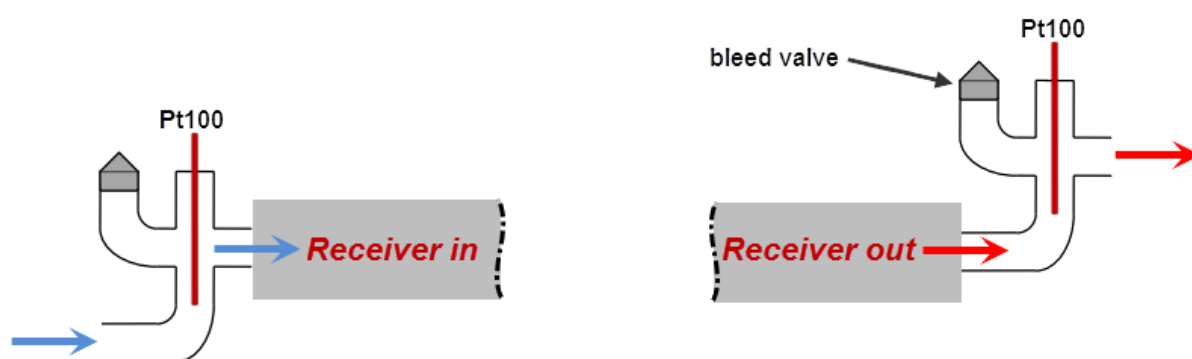 Pt100
bleed valve
Pt100
Receiver in
Receiver out